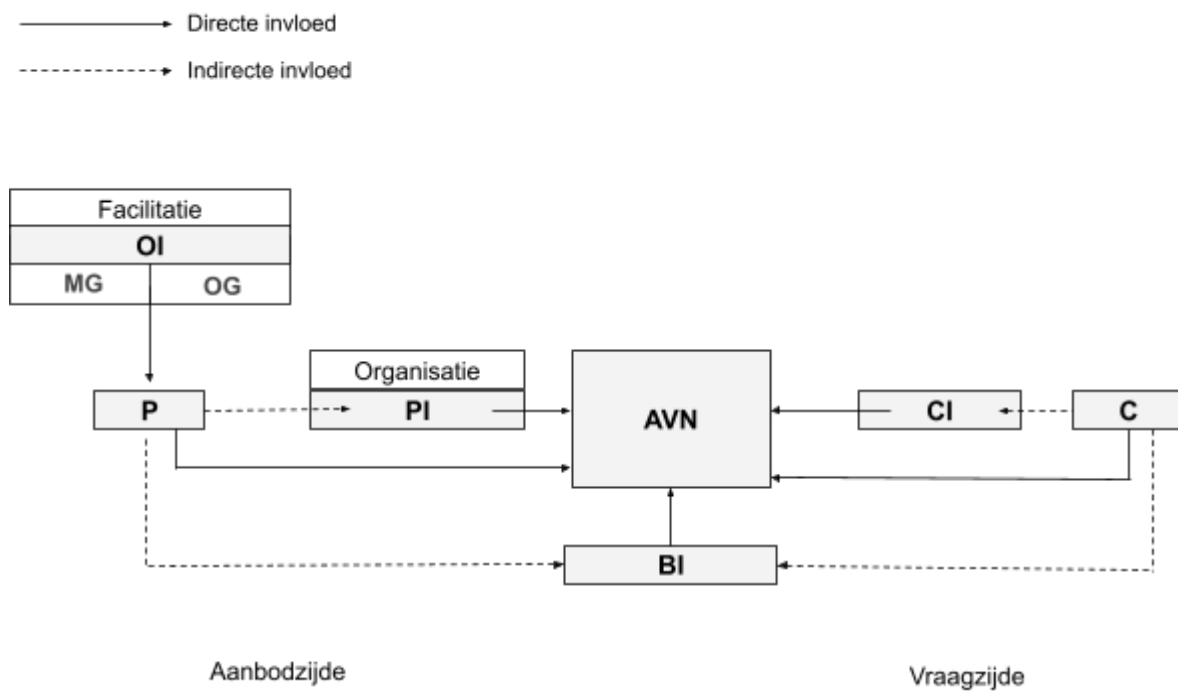 Directe invloed
Indirecte invloed
Facilitatie
OI
MG OG
Organisatie
P PI AVN CI C
BI
Aanbodzijde Vraagzijde